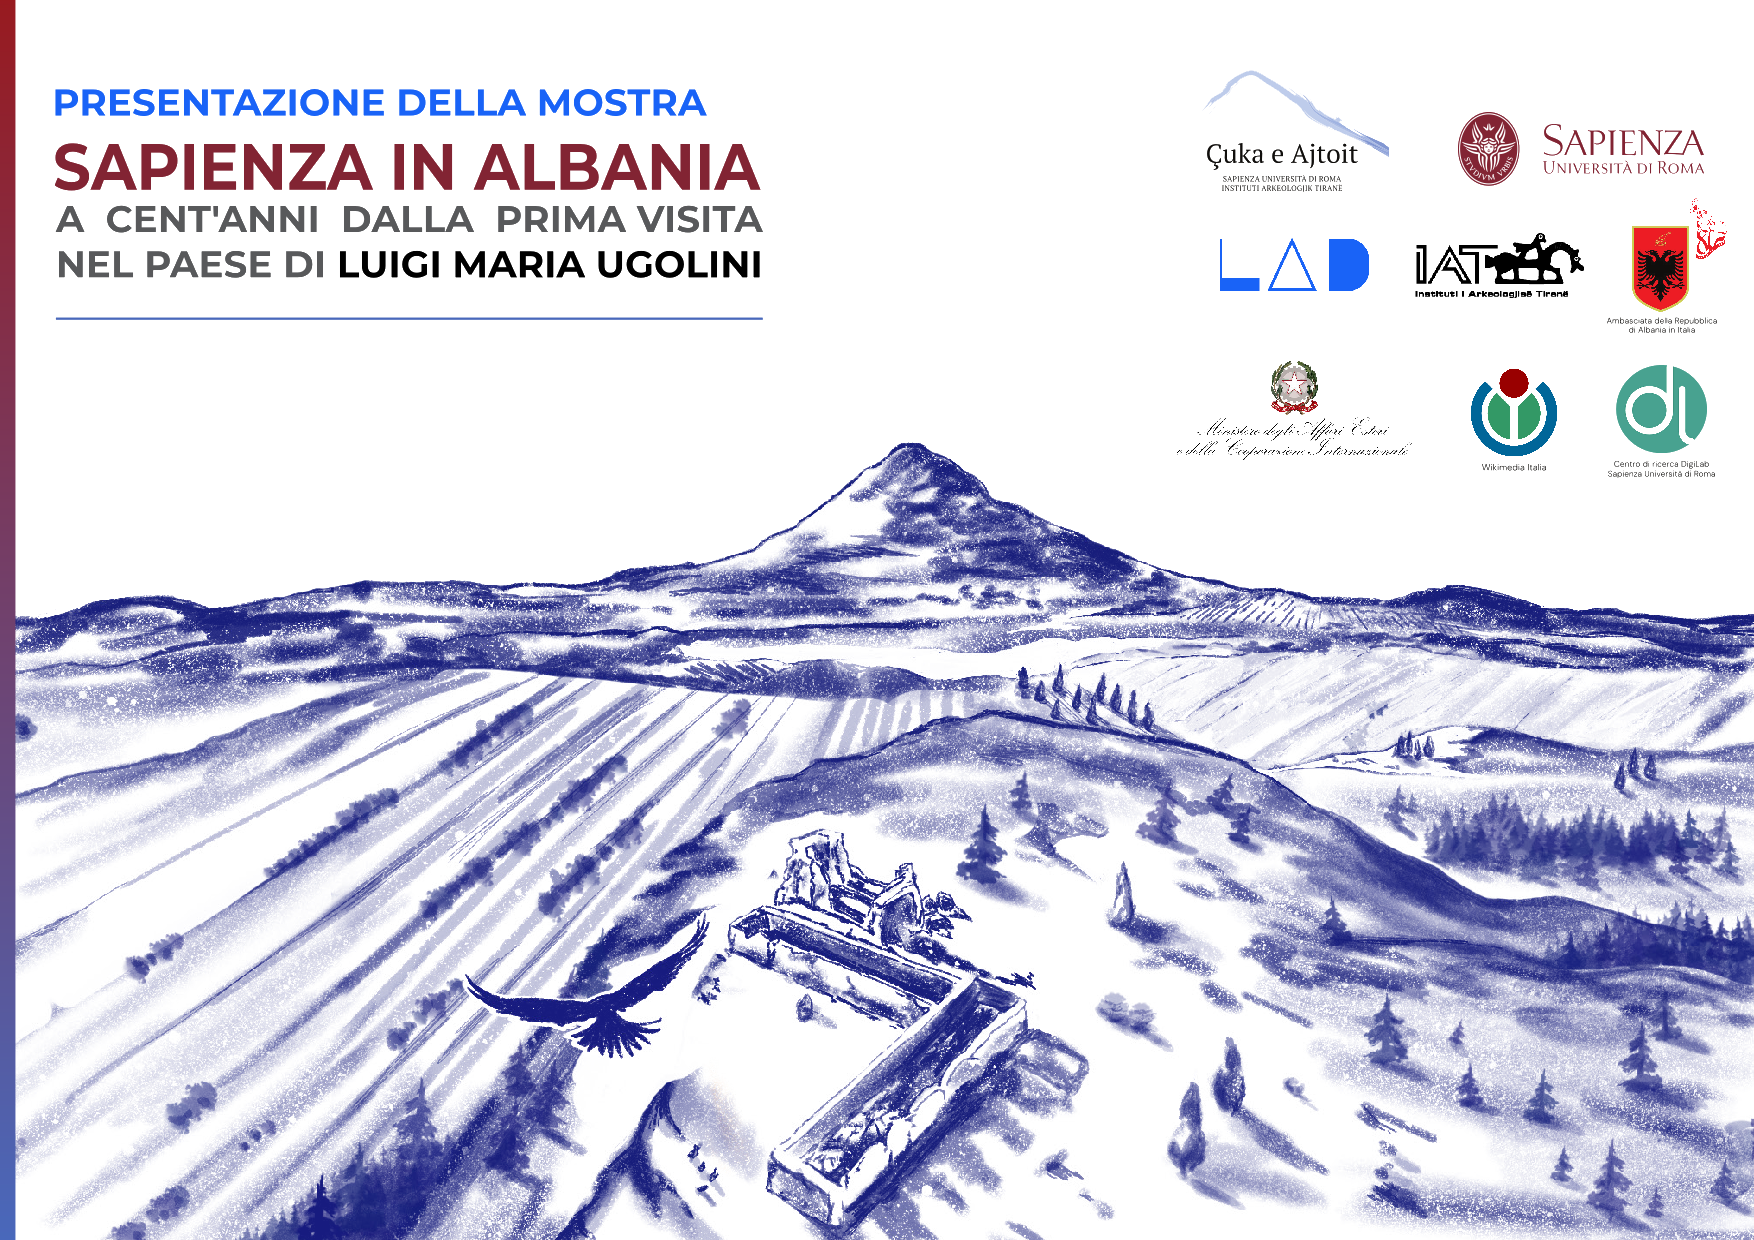 PRESENTAZIONE DELLA MOSTRA
SAPIENZA IN ALBANIA
A CENT'ANNI DALLA PRIMA VISITA
NEL PAESE DI LUIGI MARIA UGOLINI
Çuka e Ajtoit
SAPIENZA UNIVERSITÀ DI ROMA
INSTITUTI ARKEOLOGJIK TIRANË
STVDIVM VRBIS
SAPIENZA
UNIVERSITÀ DI ROMA
LAD
IAT
Instituti i Arkeologjisë Tiranë
Ambasciata della Repubblica
di Albania in Italia
Ministero degli Affari Esteri
e della Cooperazione Internazionale
Wikimedia Italia
dl
Centro di ricerca DigiLab
Sapienza Università di Roma